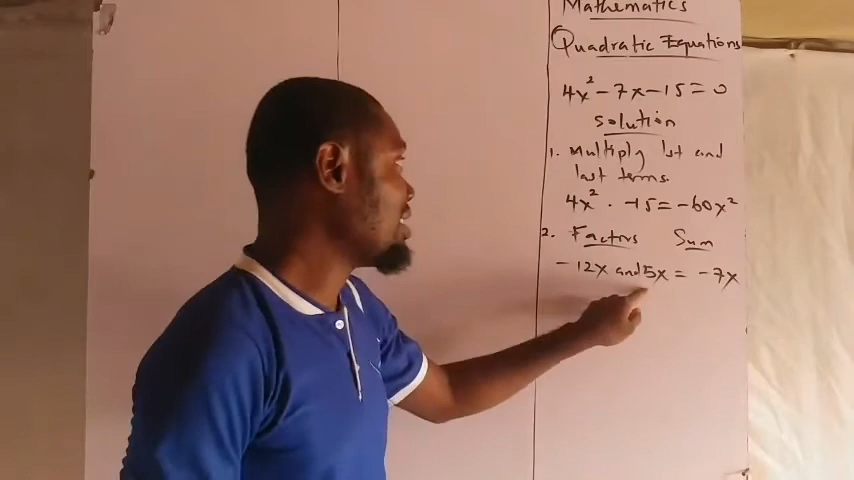 Mathematics
Quadratic Equations
4x² - 7x - 15 = 0
solution
1. Multiply 1st and
last terms.
4x² · -15 = -60x²
2. Factors Sum
-12x and 5x = -7x